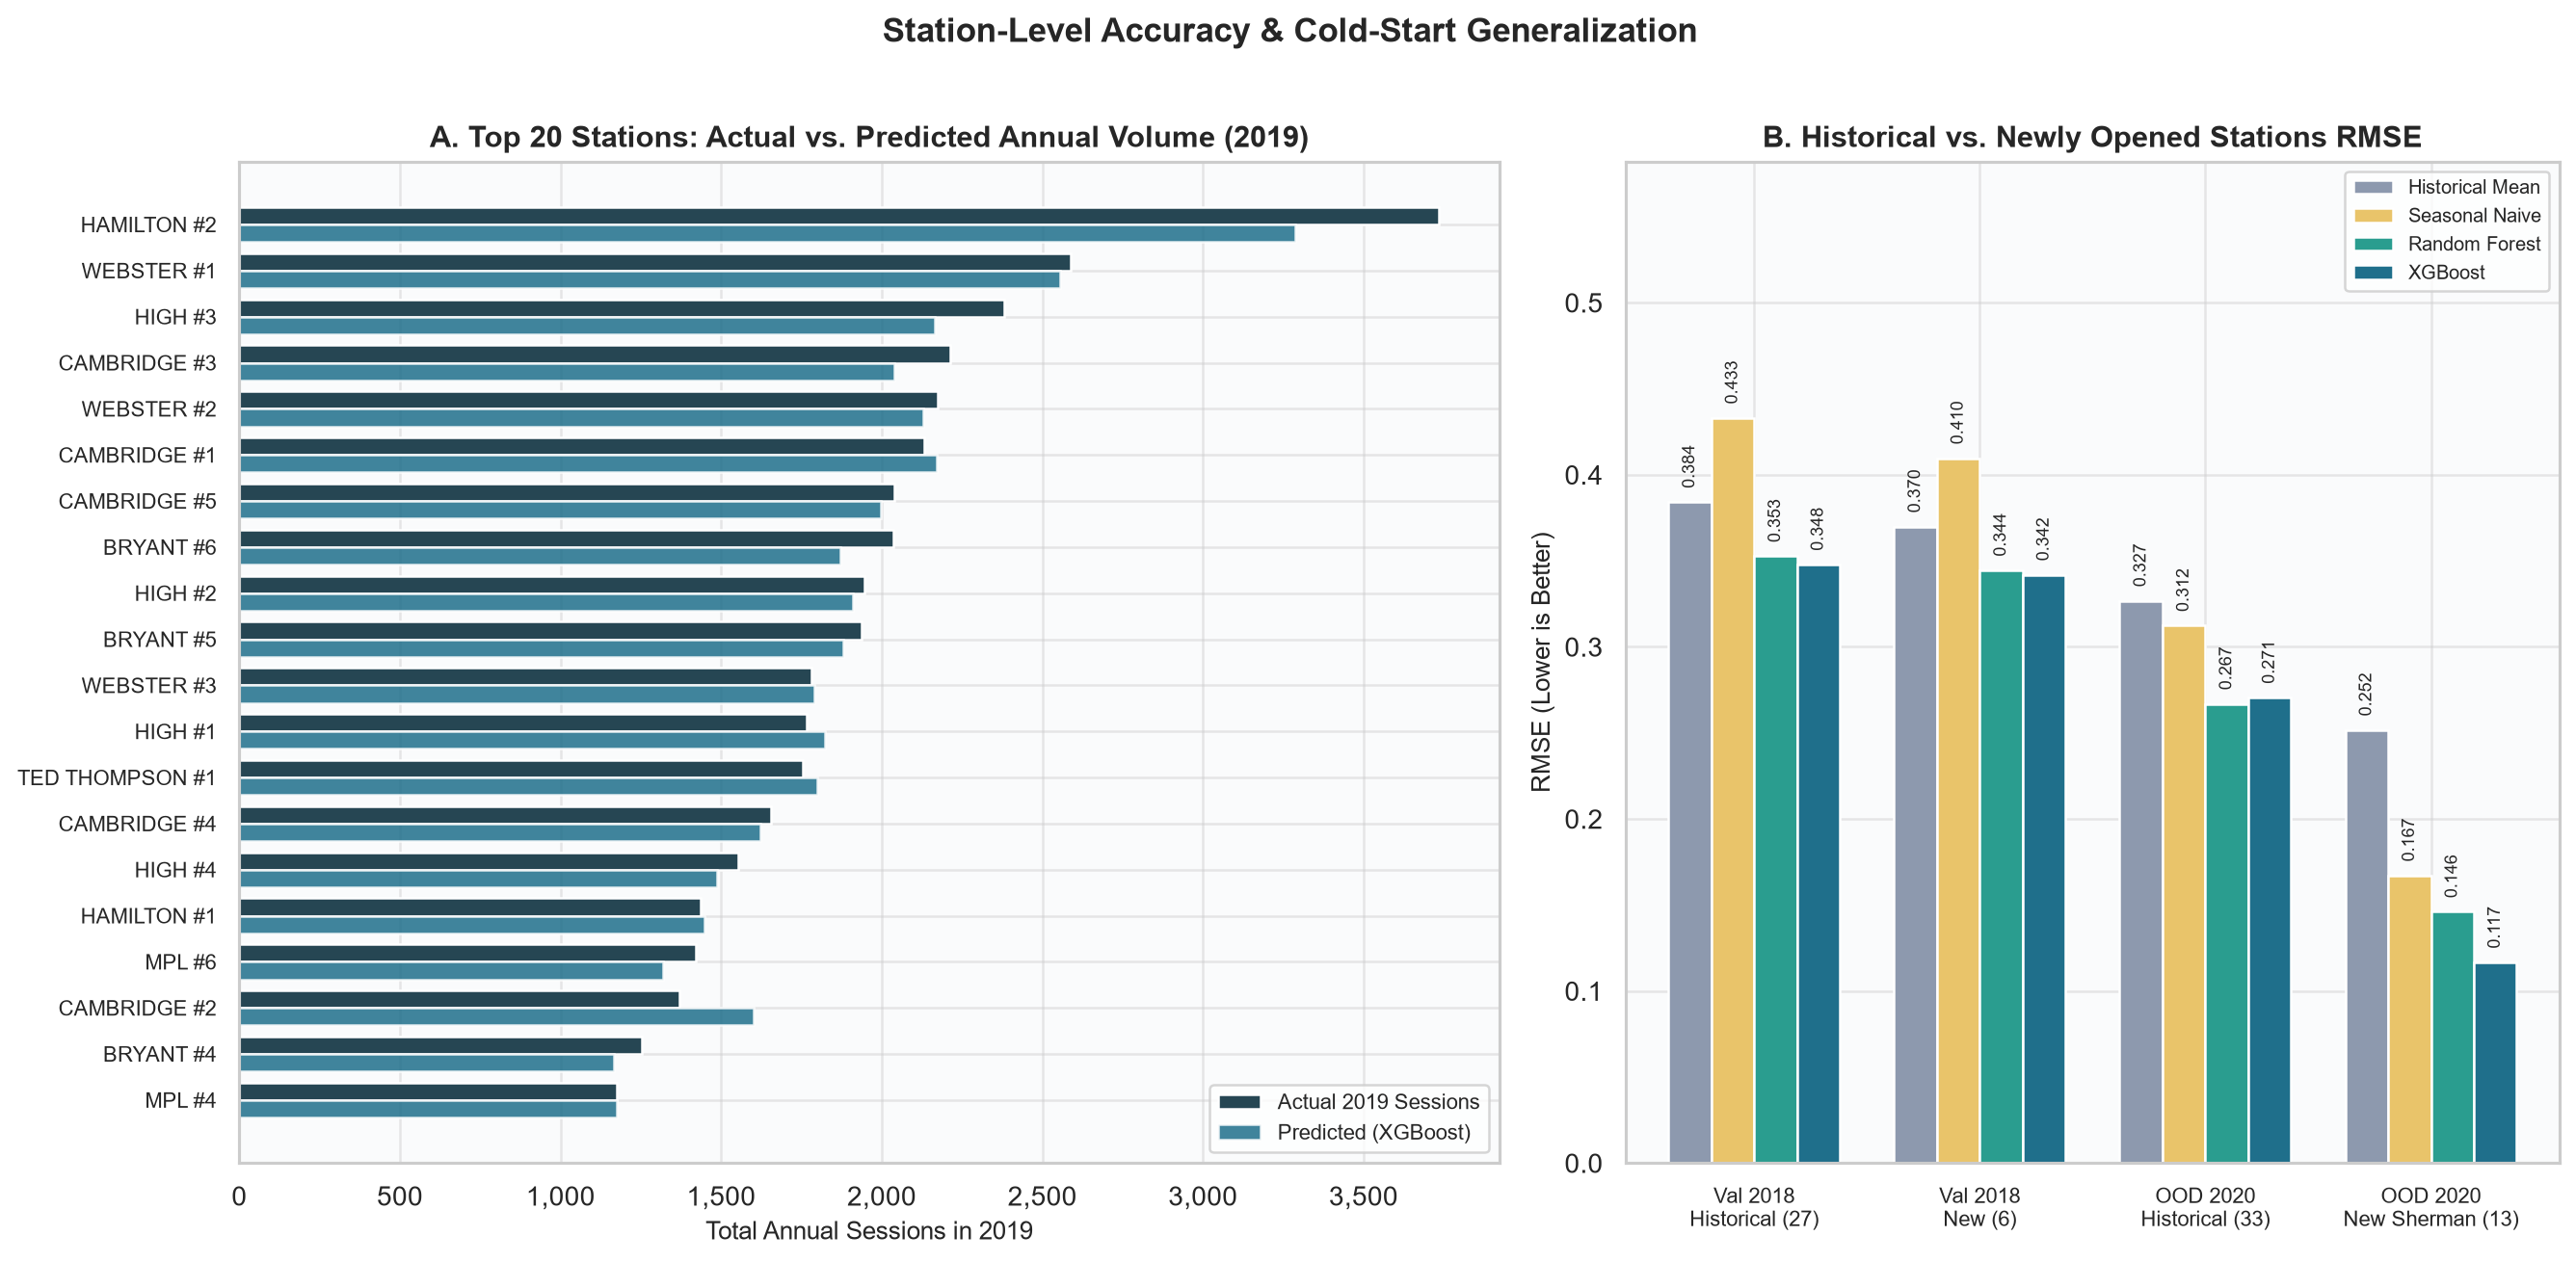 Station-Level Accuracy & Cold-Start Generalization
A. Top 20 Stations: Actual vs. Predicted Annual Volume (2019)
HAMILTON #2
WEBSTER #1
HIGH #3
CAMBRIDGE #3
WEBSTER #2
CAMBRIDGE #1
CAMBRIDGE #5
BRYANT #6
HIGH #2
BRYANT #5
WEBSTER #3
HIGH #1
TED THOMPSON #1
CAMBRIDGE #4
HIGH #4
HAMILTON #1
MPL #6
CAMBRIDGE #2
BRYANT #4
MPL #4
Actual 2019 Sessions
Predicted (XGBoost)
0 500 1,000 1,500 2,000 2,500 3,000 3,500
Total Annual Sessions in 2019
B. Historical vs. Newly Opened Stations RMSE
Historical Mean
Seasonal Naive
Random Forest
XGBoost
RMSE (Lower is Better)
0.5
0.4
0.3
0.2
0.1
0.0
0.384
0.433
0.353
0.348
0.370
0.410
0.344
0.342
0.327
0.312
0.267
0.271
0.252
0.167
0.146
0.117
Val 2018
Historical (27)
Val 2018
New (6)
OOD 2020
Historical (33)
OOD 2020
New Sherman (13)